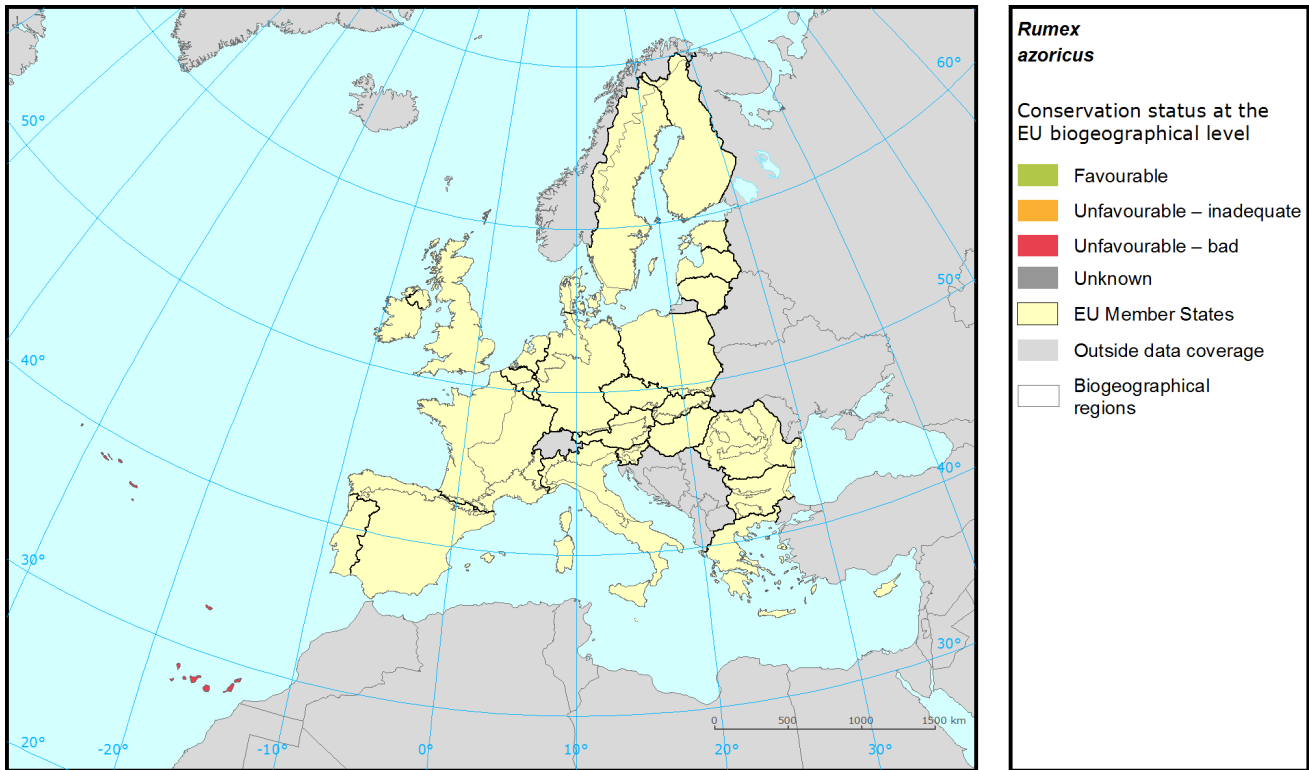 60°
50°
50°
40°
40°
30°
30°
20°
-20°
-10°
0°
10°
20°
30°
0
500
1000
1500 km
Rumex
azoricus
Conservation status at the
EU biogeographical level
Favourable
Unfavourable – inadequate
Unfavourable – bad
Unknown
EU Member States
Outside data coverage
Biogeographical
regions